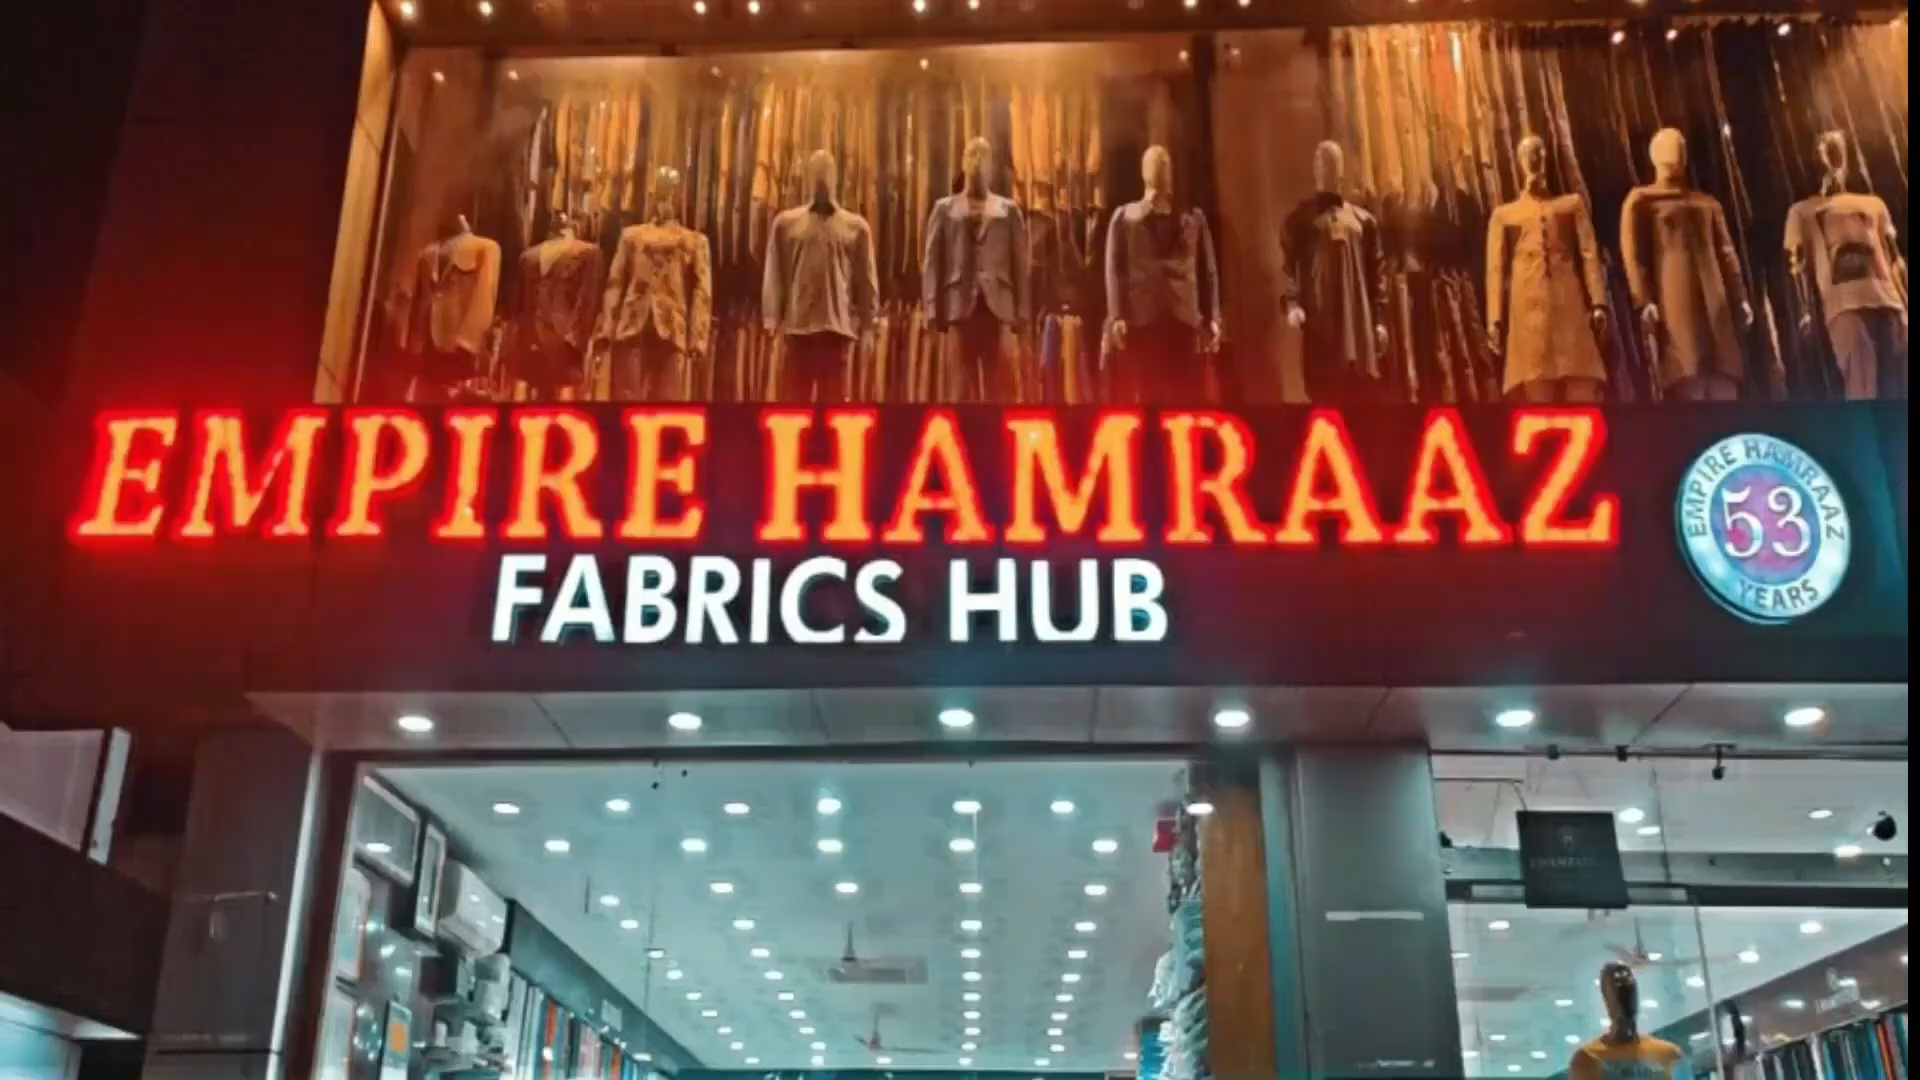 EMPIRE HAMRAAZ
FABRICS HUB
EMPIRE HAMRAAZ
53
YEARS